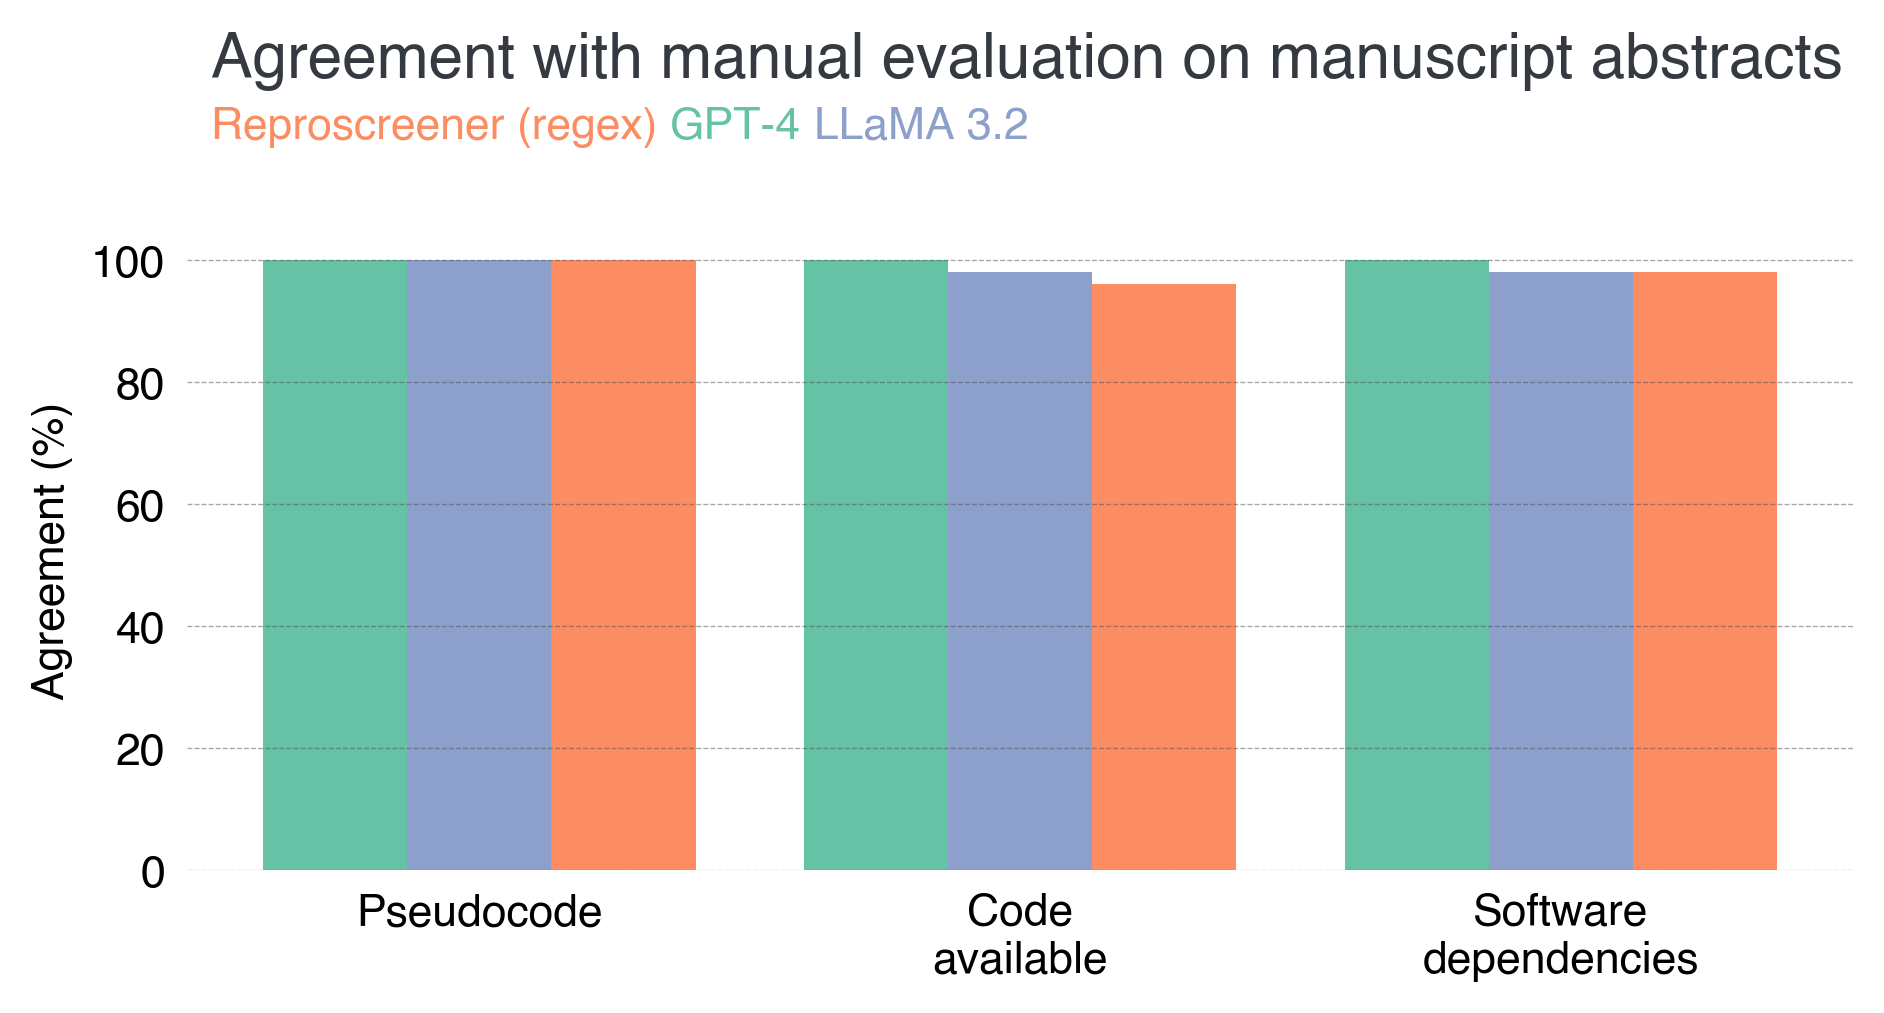 Agreement with manual evaluation on manuscript abstracts
Reproscreener (regex) GPT-4 LLaMA 3.2
Agreement (%)
100
80
60
40
20
0
Pseudocode
Code
available
Software
dependencies